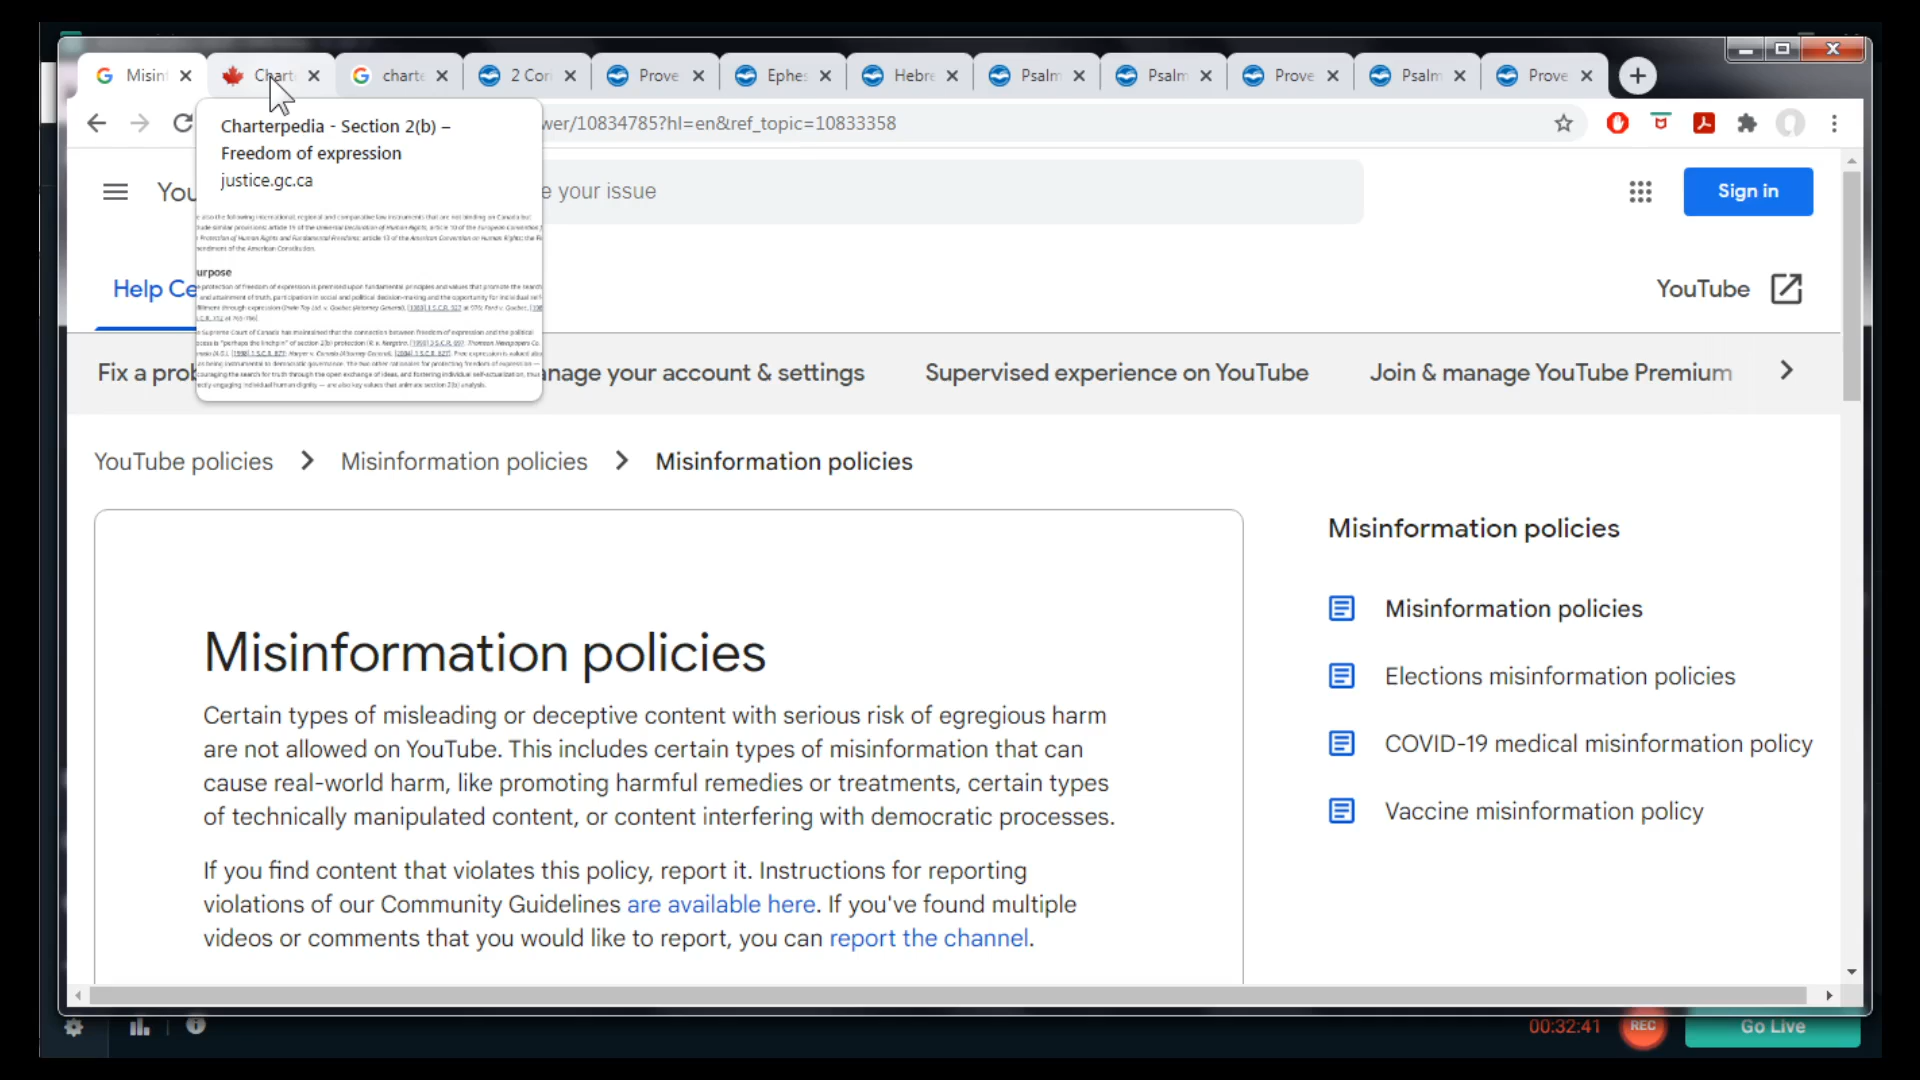 Misin
Chart
charte
2 Cor
Prove
Ephes
Hebre
Psalm
Psalm
Prove
Psalm
Prove
wer/10834785?hl=en&ref_topic=10833358
Charterpedia - Section 2(b) –
Freedom of expression
justice.gc.ca
You
e your issue
Sign in
urpose
Help Ce
YouTube
Fix a prob
anage your account & settings
Supervised experience on YouTube
Join & manage YouTube Premium
YouTube policies
Misinformation policies
Misinformation policies
Misinformation policies
Certain types of misleading or deceptive content with serious risk of egregious harm
are not allowed on YouTube. This includes certain types of misinformation that can
cause real-world harm, like promoting harmful remedies or treatments, certain types
of technically manipulated content, or content interfering with democratic processes.
If you find content that violates this policy, report it. Instructions for reporting
violations of our Community Guidelines are available here. If you've found multiple
videos or comments that you would like to report, you can report the channel.
Misinformation policies
Misinformation policies
Elections misinformation policies
COVID-19 medical misinformation policy
Vaccine misinformation policy
00:32:41
REC
Go Live